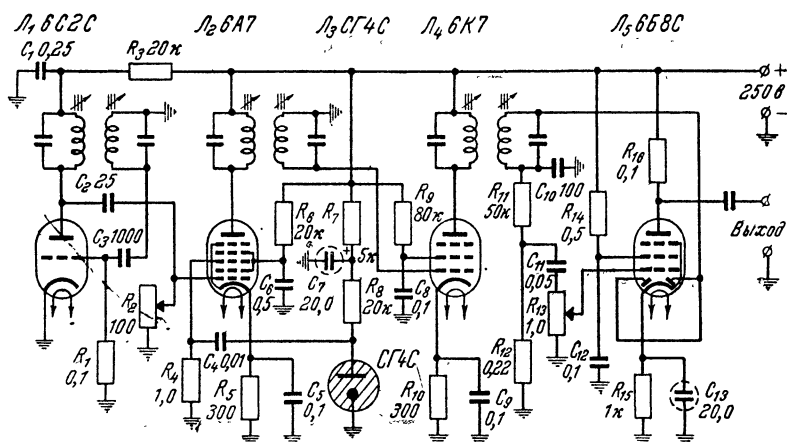 Л1 6С2С
Л2 6А7
Л3 СГ4С
Л4 6К7
Л5 6Б8С
C1 0,25
R3 20к
+
250 в
−
C2 25
C3 1000
R1
0,1
R2
100
R4
1,0
C4 0,01
R5
300
C5
0,1
R6
20к
C6
0,5
R7
5к
+
C7
20,0
R8
20к
СГ4С
R9
80к
C8
0,1
R10
300
C9
0,1
C10 100
R11
50к
C11
0,05
R12
0,22
R13
1,0
R14
0,5
C12
0,1
R16
0,1
R15
1к
C13
20,0
Выход